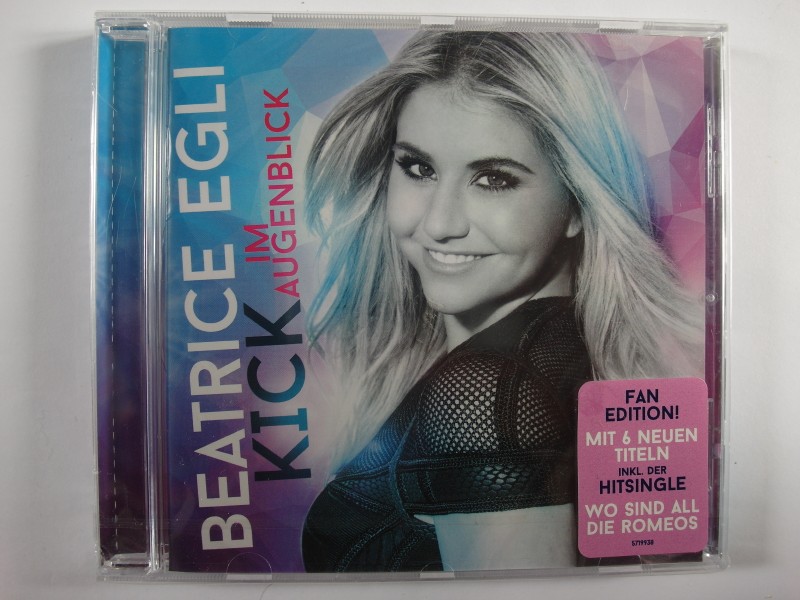 BEATRICE EGLI
KICK
IM
AUGENBLICK
FAN
EDITION!
MIT 6 NEUEN
TITELN
INKL. DER
HITSINGLE
WO SIND ALL
DIE ROMEOS
5719938